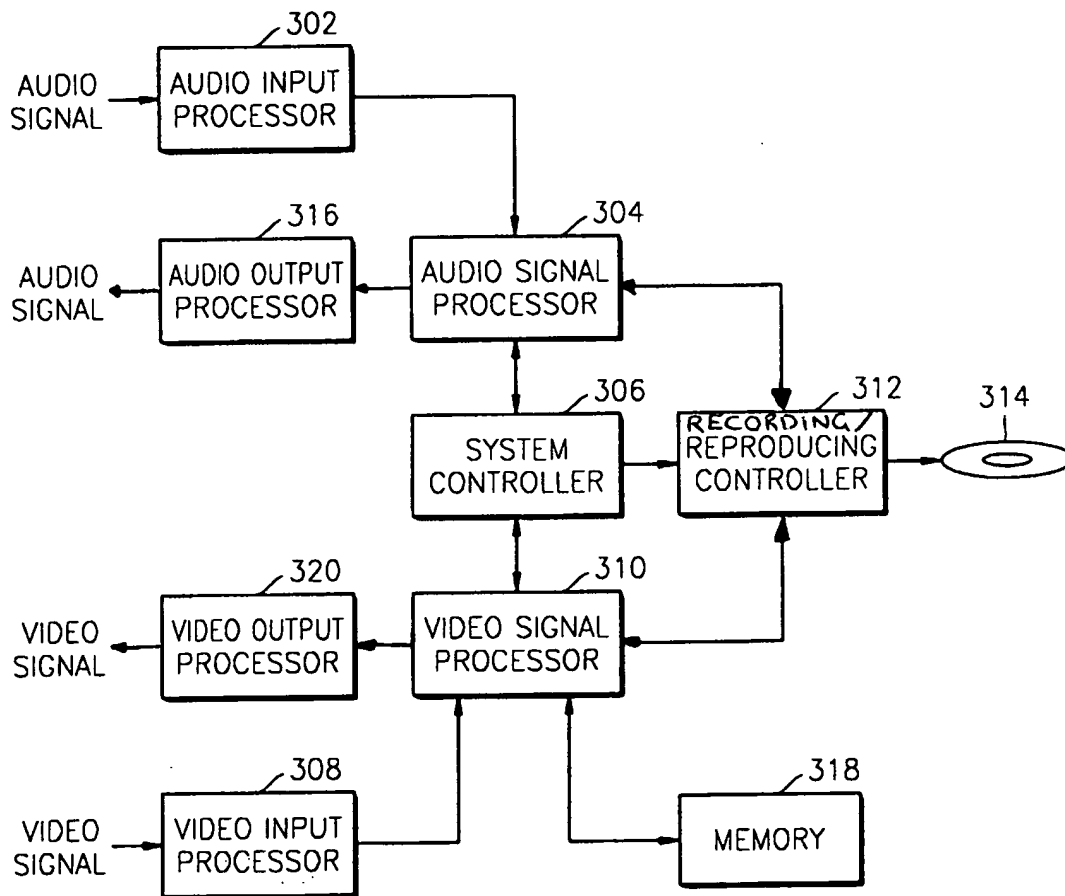 302
AUDIO
SIGNAL
AUDIO INPUT
PROCESSOR
316
304
AUDIO
SIGNAL
AUDIO OUTPUT
PROCESSOR
AUDIO SIGNAL
PROCESSOR
306
312
314
SYSTEM
CONTROLLER
RECORDING/
REPRODUCING
CONTROLLER
320
310
VIDEO
SIGNAL
VIDEO OUTPUT
PROCESSOR
VIDEO SIGNAL
PROCESSOR
308
318
VIDEO
SIGNAL
VIDEO INPUT
PROCESSOR
MEMORY